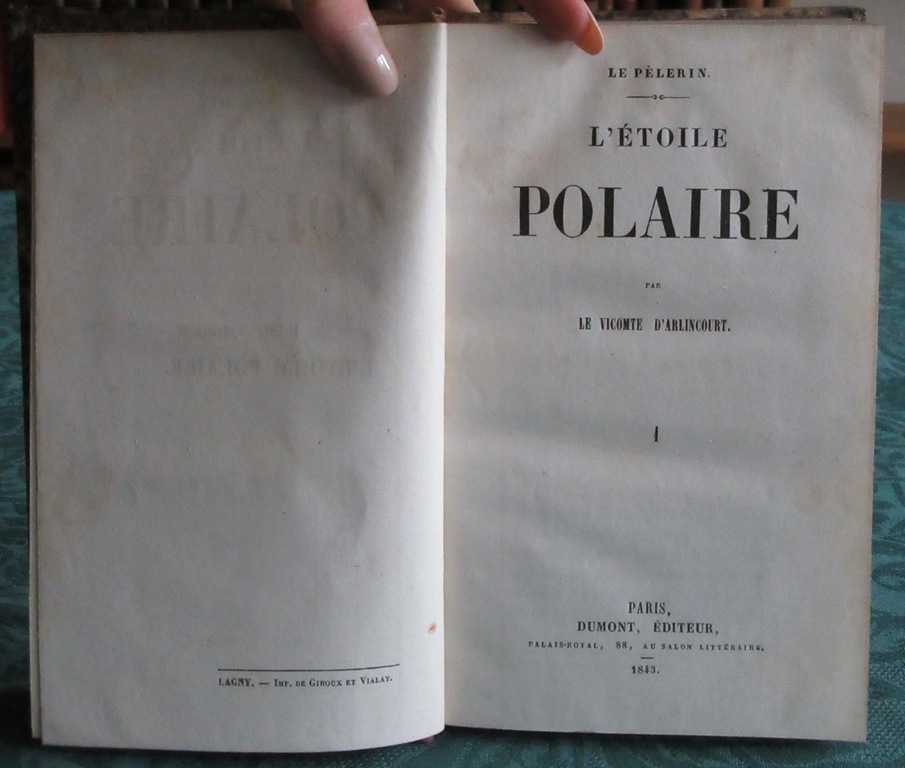 LAGNY. — IMP. DE GIROUX ET VIALAT.
LE PÈLERIN.
L'ÉTOILE
POLAIRE
PAR
LE VICOMTE D'ARLINCOURT.
I
PARIS,
DUMONT, ÉDITEUR,
PALAIS-ROYAL, 88, AU SALON LITTÉRAIRE.
1843.